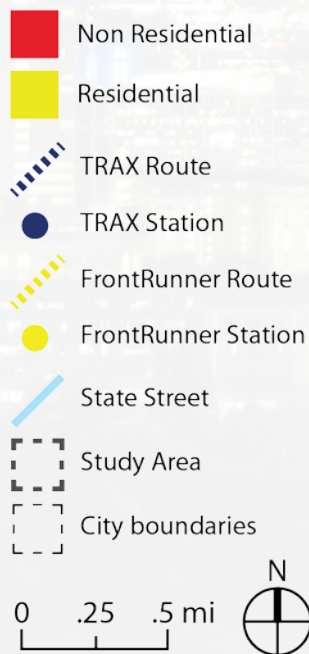 Non Residential
Residential
TRAX Route
TRAX Station
FrontRunner Route
FrontRunner Station
State Street
Study Area
City boundaries
N
0 .25 .5 mi